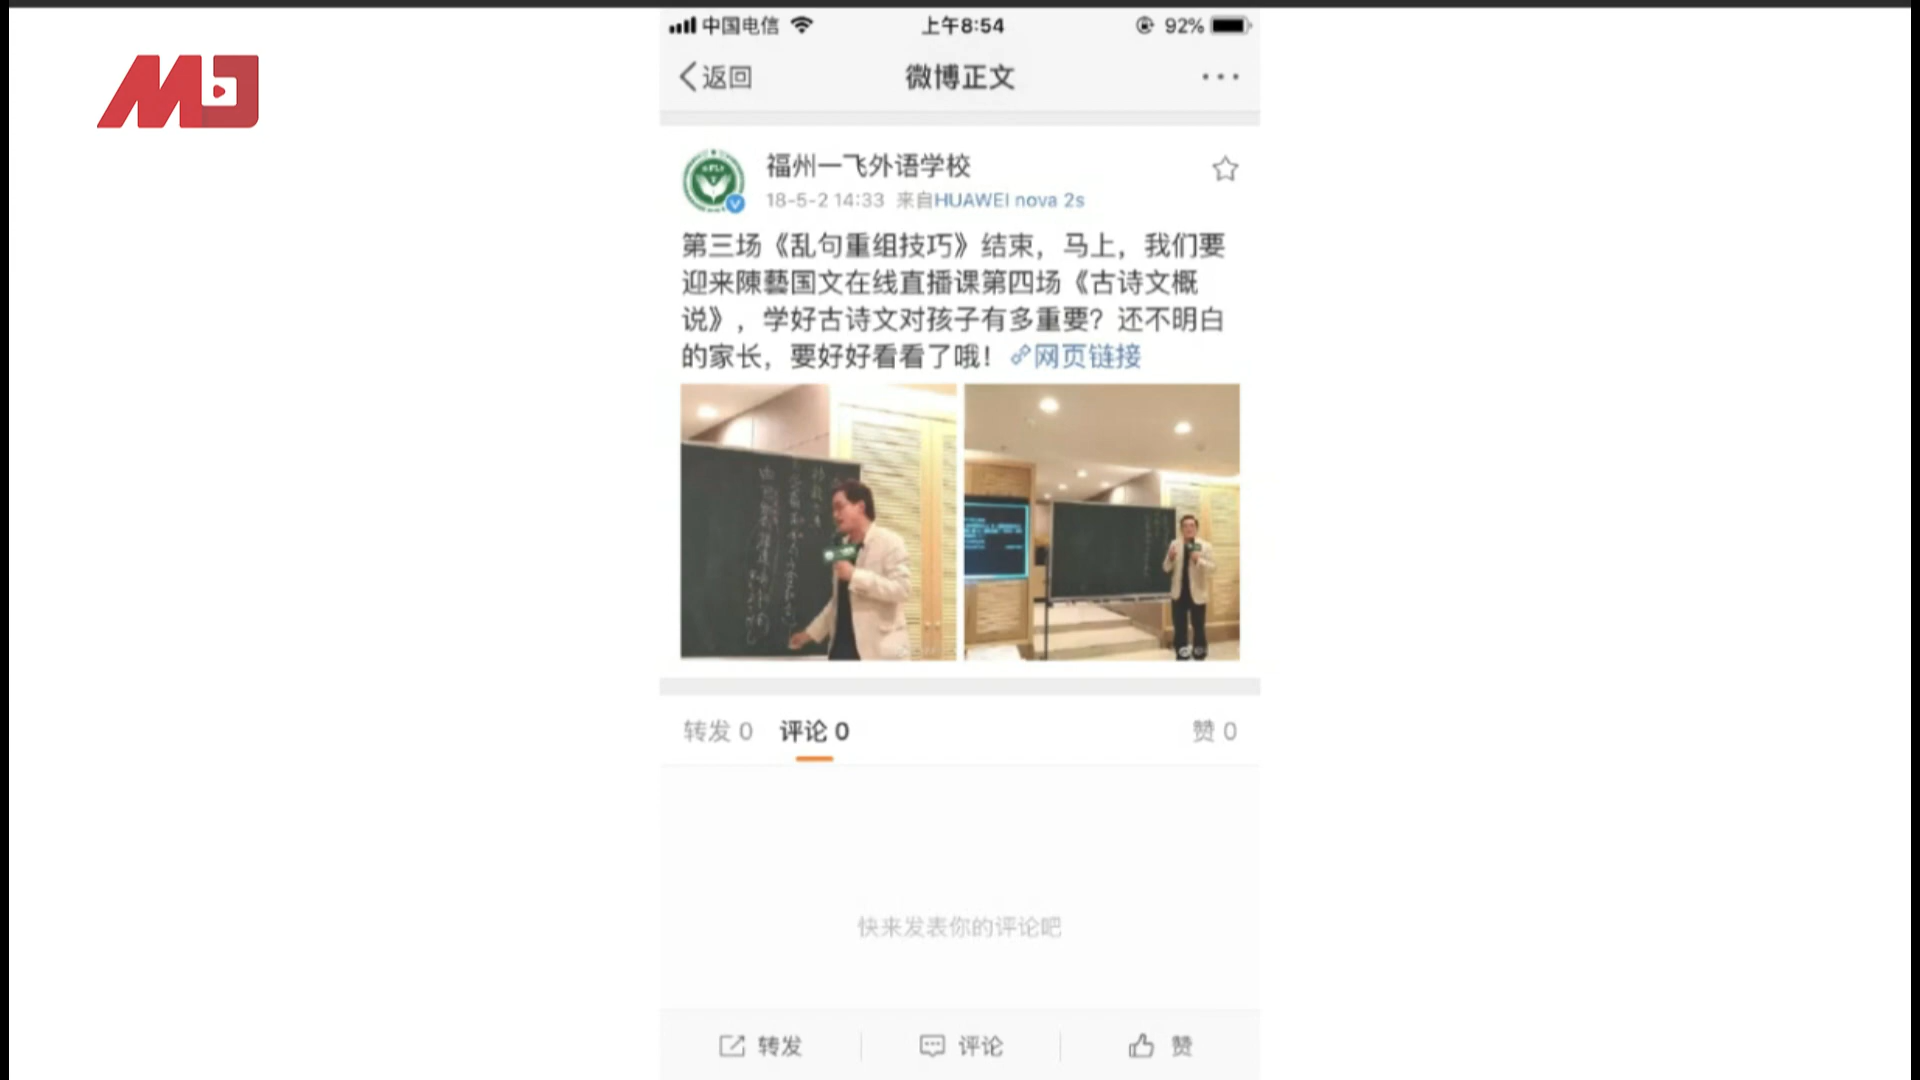 中国电信
上午8:54
92%
返回
微博正文
福州一飞外语学校
18-5-2 14:33 来自HUAWEI nova 2s
第三场《乱句重组技巧》结束，马上，我们要
迎来陳藝国文在线直播课第四场《古诗文概
说》，学好古诗文对孩子有多重要？还不明白
的家长，要好好看看了哦！网页链接
转发 0
评论 0
赞 0
快来发表你的评论吧
转发
评论
赞